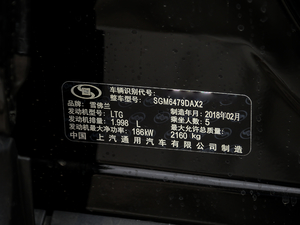 车辆识别代号:
整车型号: SGM6479DAX2
品牌: 雪佛兰 制造年月: 2018年02月
发动机型号: LTG 乘坐人数: 5
发动机排量: 1.998 L 最大允许总质量:
发动机最大净功率: 186kW 2160 kg
中国 上汽通用汽车有限公司制造